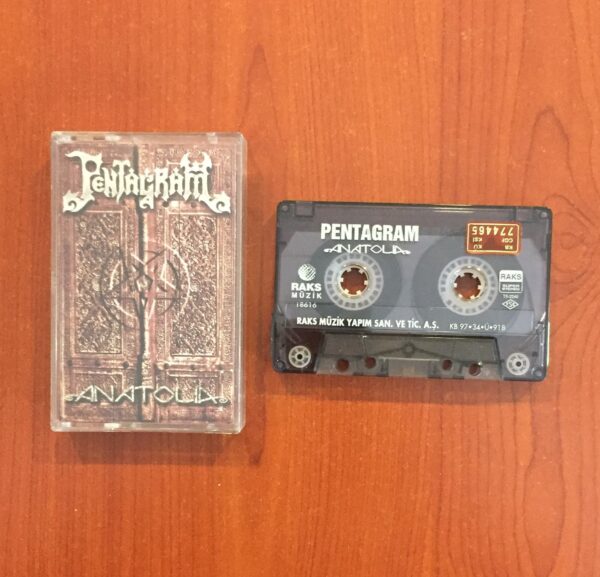 PENTAGRAM
ANATOLIA
PENTAGRAM
ANATOLIA
RAKS
MÜZİK
18616
RAKS MÜZİK YAPIM SAN. VE TİC. A.Ş.
KB 97•34•Ü•918
774465
RAKS